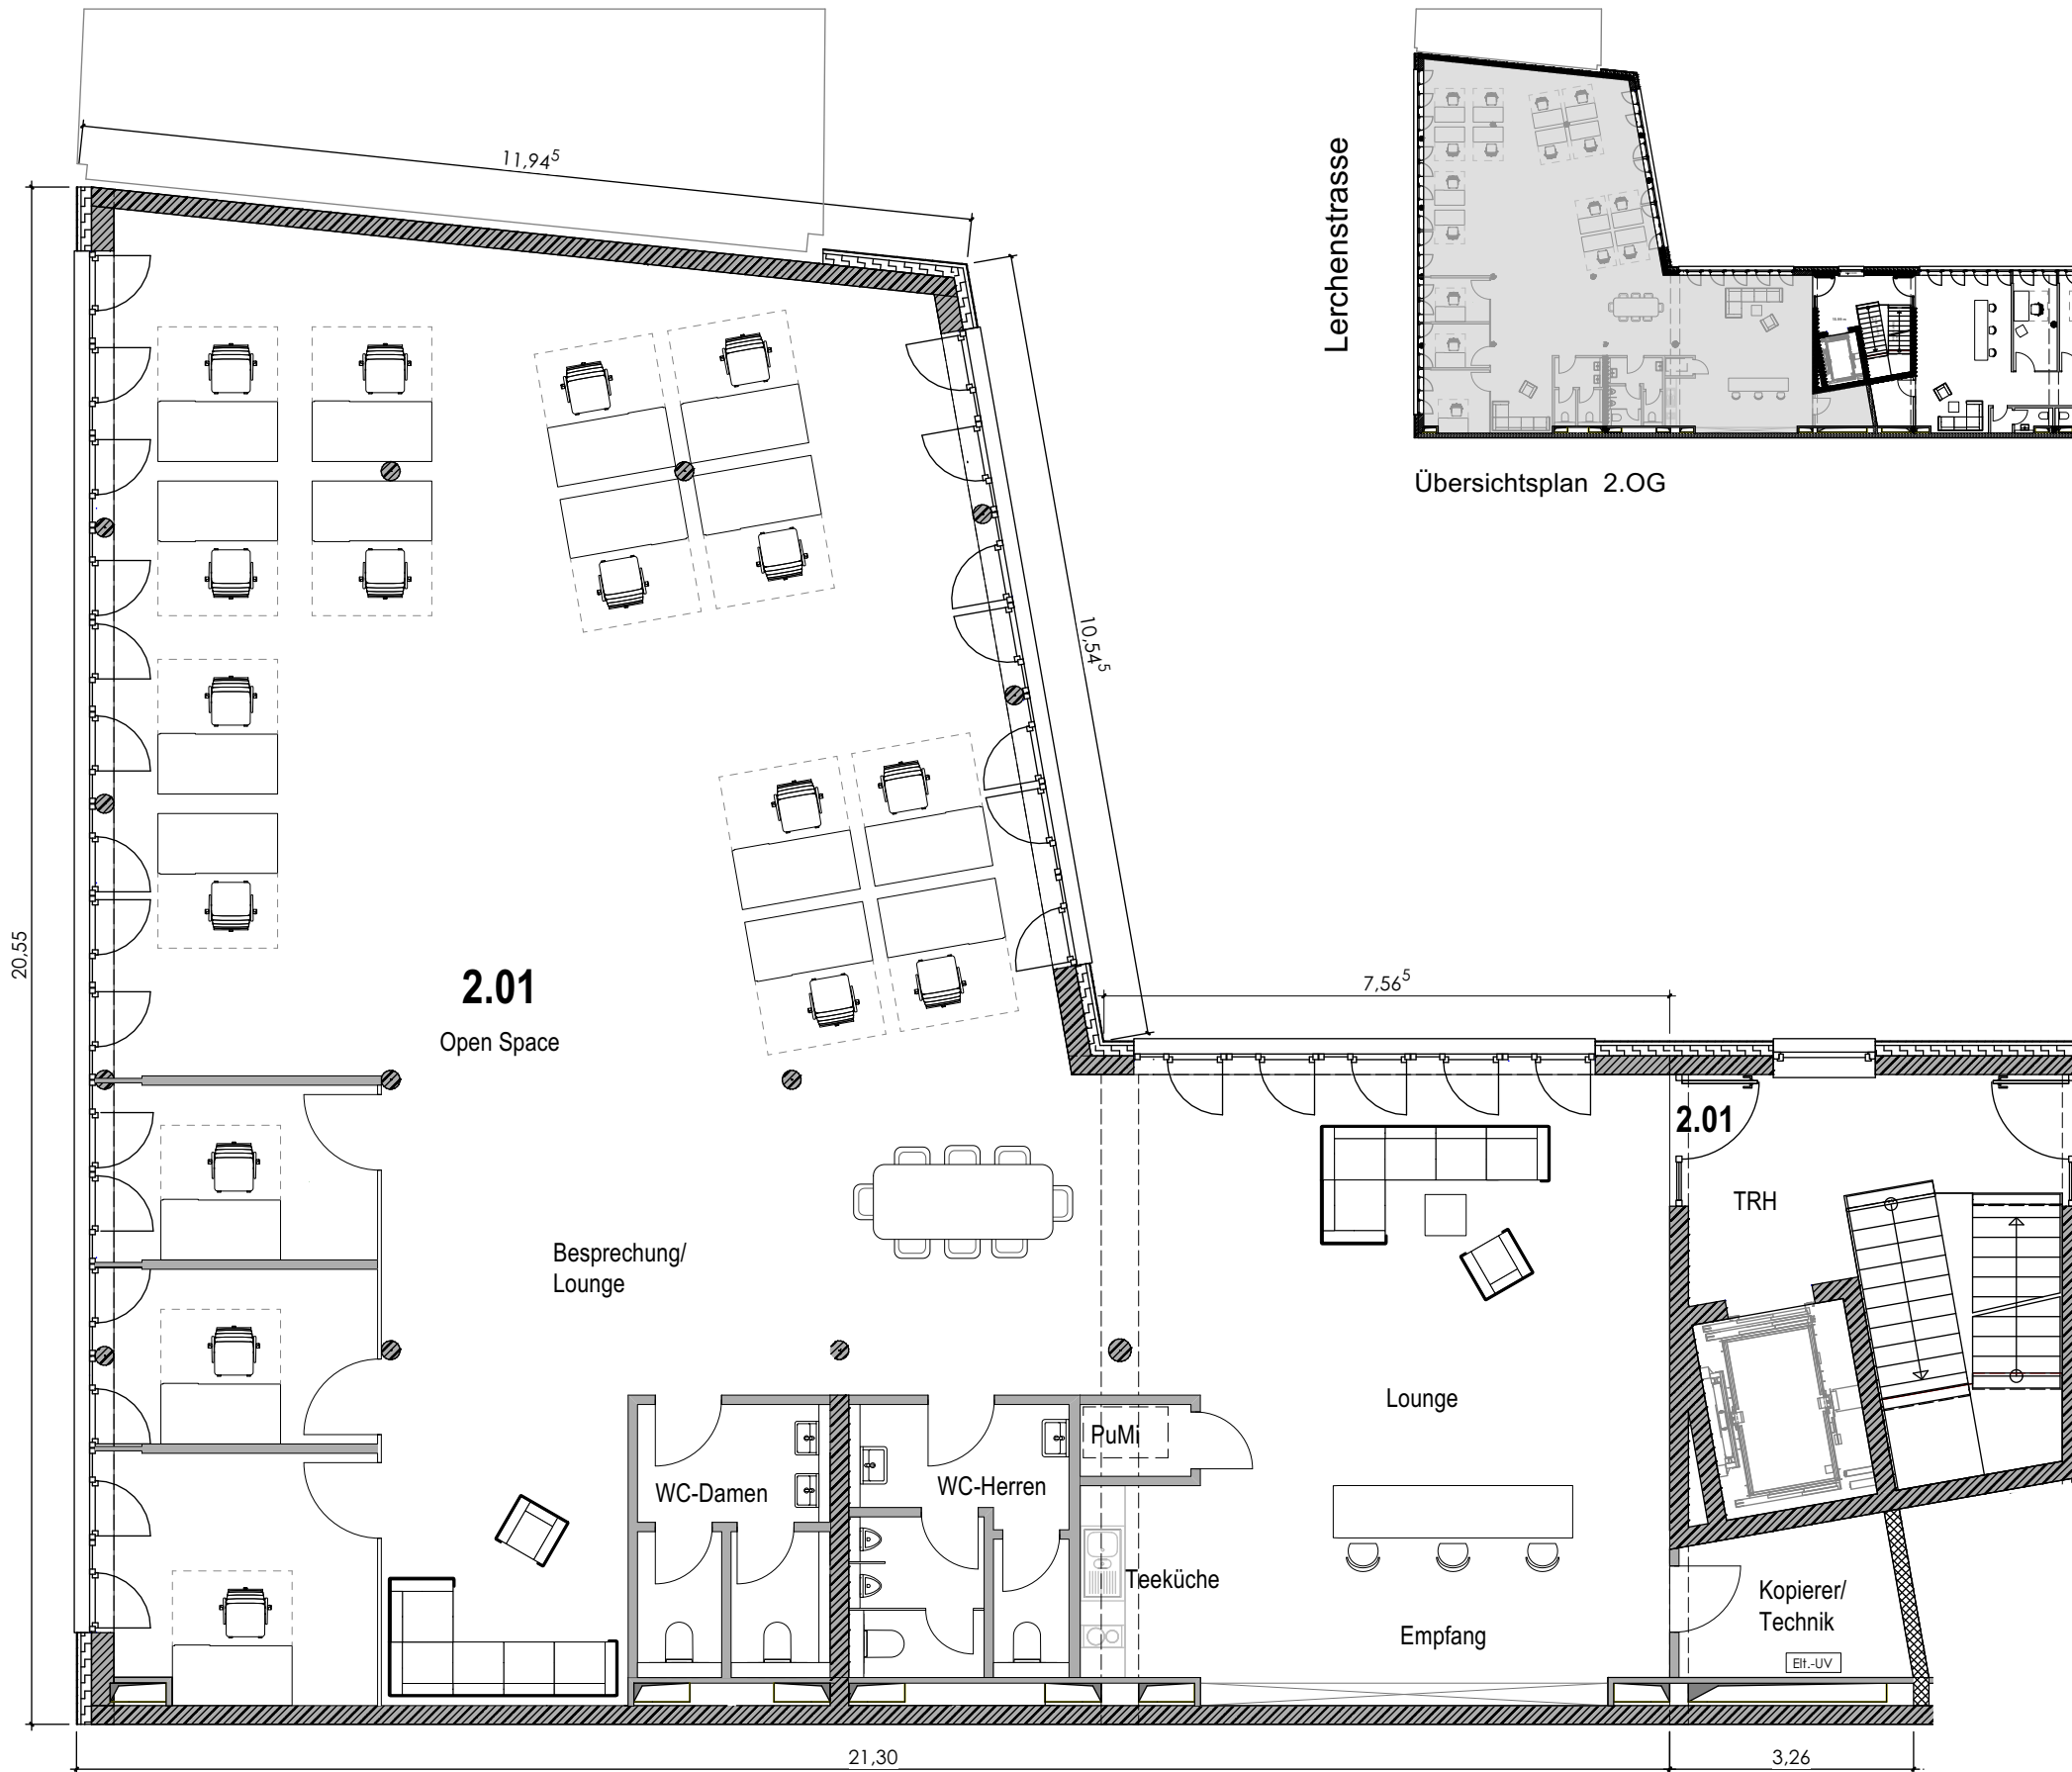 11,94⁵
Lerchenstrasse
Übersichtsplan 2.OG
10,54⁵
20,55
2.01
Open Space
7,56⁵
2.01
TRH
Besprechung/
Lounge
Lounge
PuMi
WC-Damen
WC-Herren
Teeküche
Empfang
Kopierer/
Technik
Elt.-UV
21,30
3,26